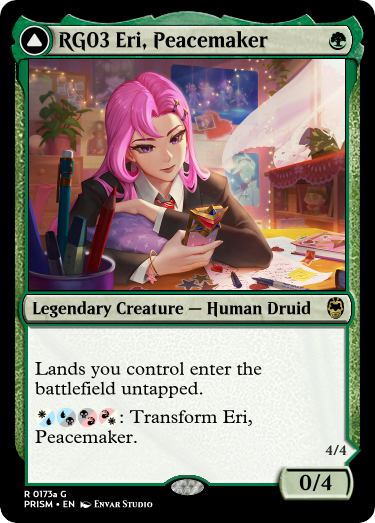 RG03 Eri, Peacemaker
Legendary Creature — Human Druid
Lands you control enter the
battlefield untapped.
: Transform Eri,
Peacemaker.
4/4
0/4
R 0173a G
PRISM • EN ENVAR STUDIO